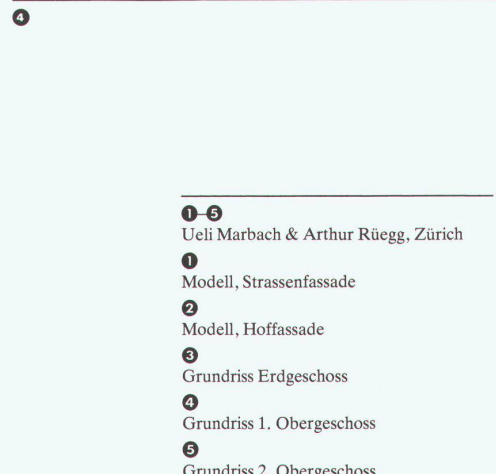 ❹
❶–❺
Ueli Marbach & Arthur Rüegg, Zürich
❶
Modell, Strassenfassade
❷
Modell, Hoffassade
❸
Grundriss Erdgeschoss
❹
Grundriss 1. Obergeschoss
❺
Grundriss 2. Obergeschoss